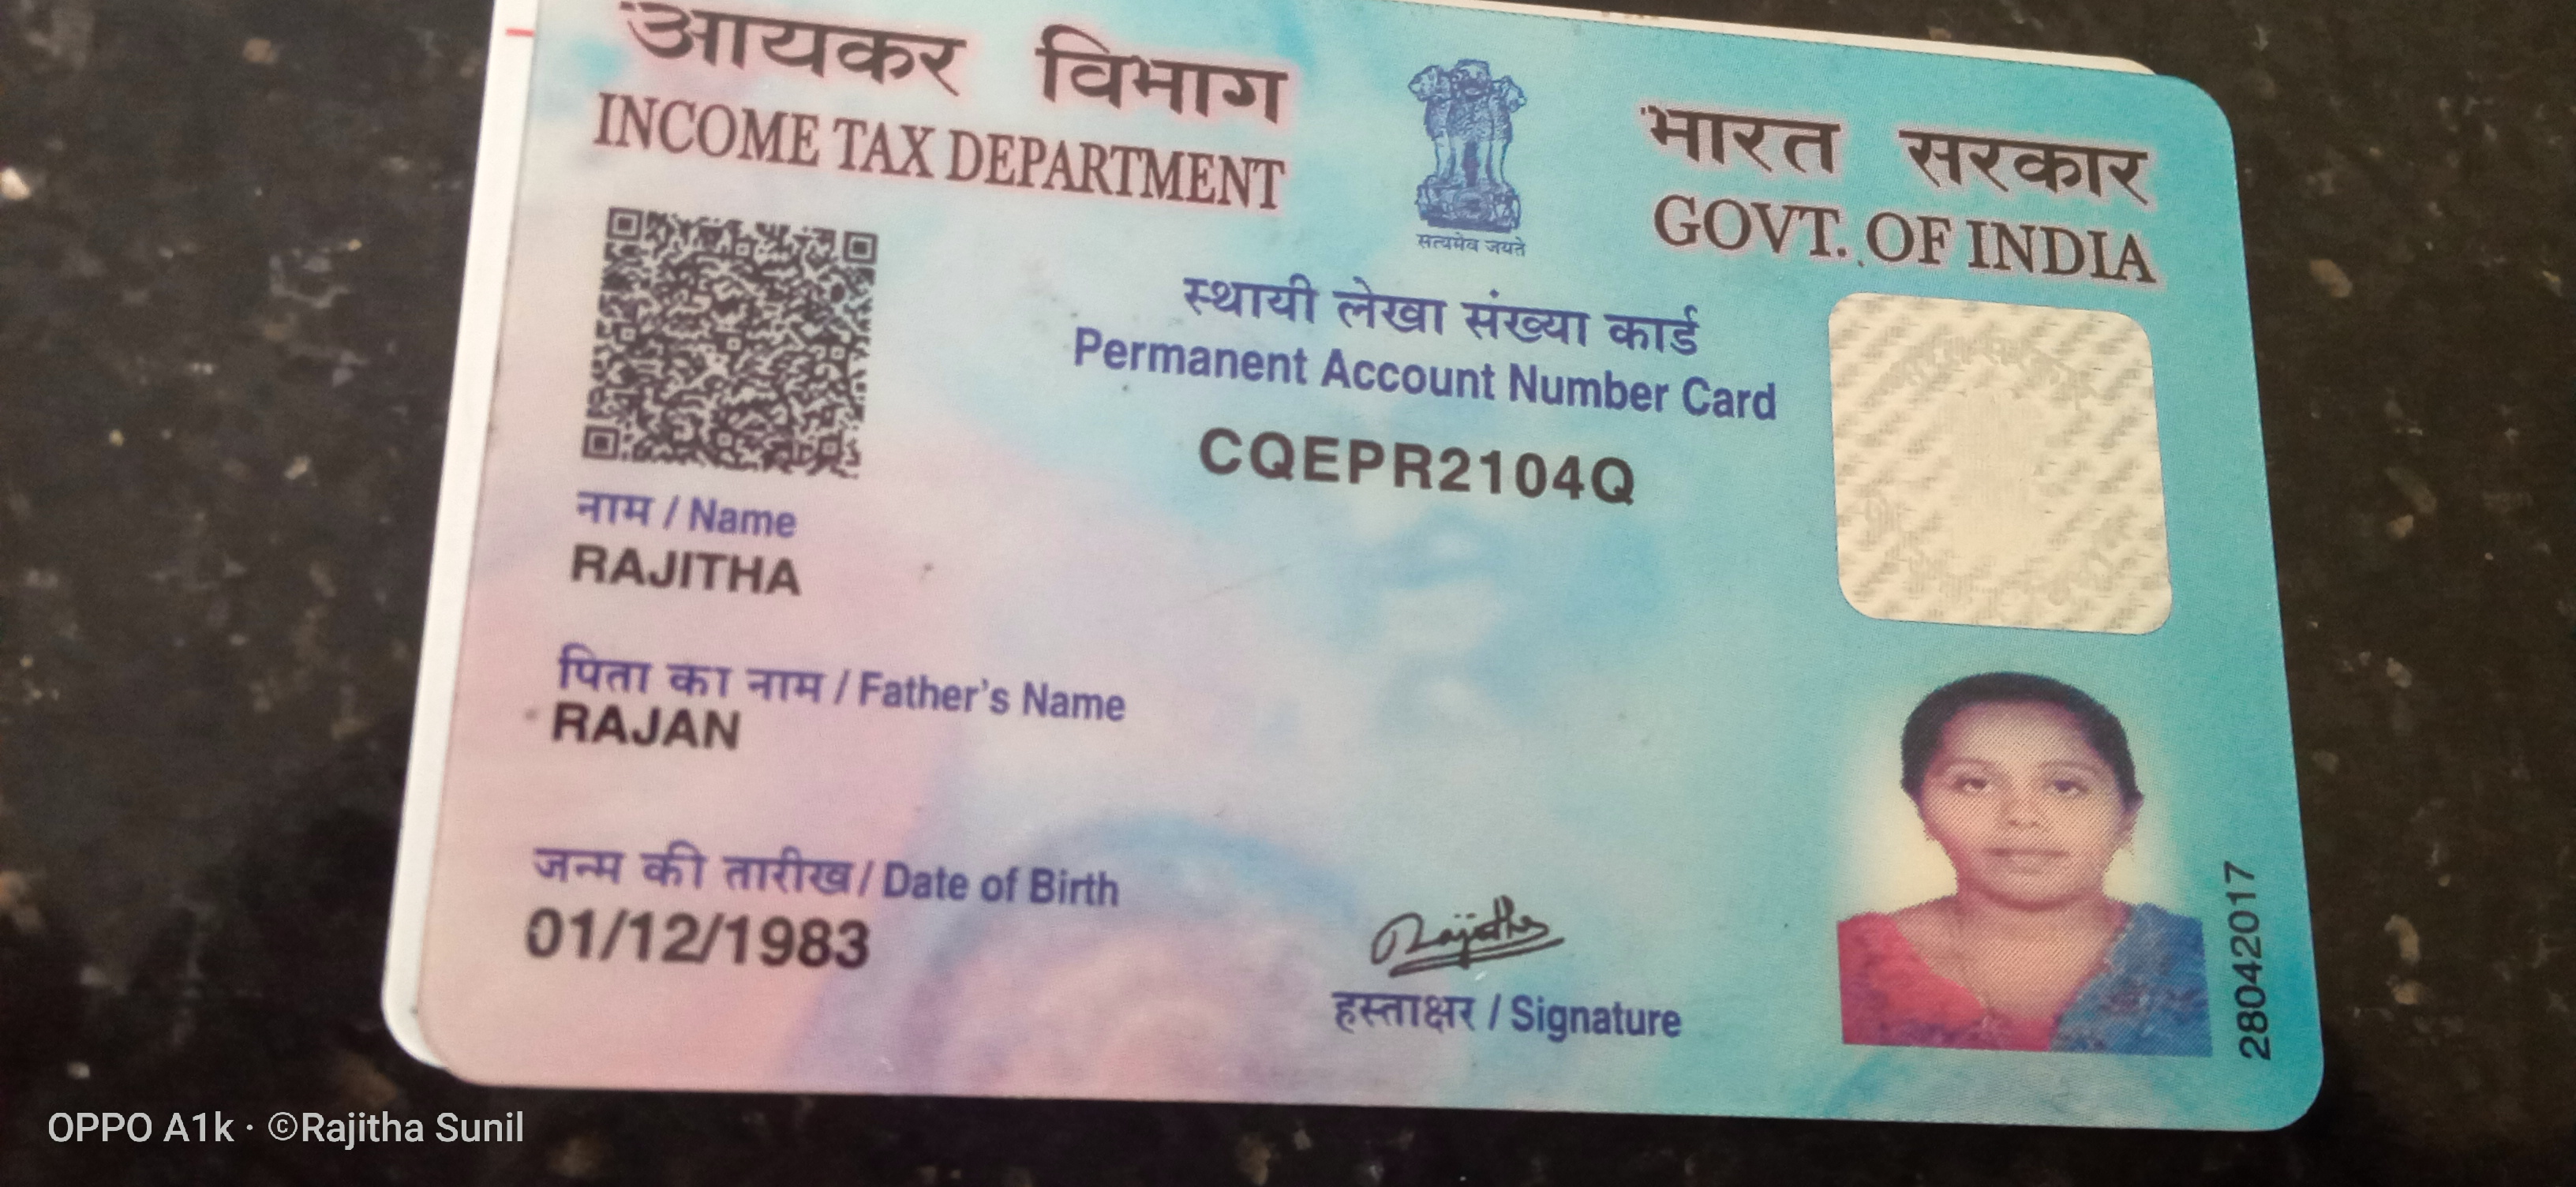 आयकर विभाग
INCOME TAX DEPARTMENT
भारत सरकार
GOVT. OF INDIA
सत्यमेव जयते
स्थायी लेखा संख्या कार्ड
Permanent Account Number Card
CQEPR2104Q
नाम / Name
RAJITHA
पिता का नाम / Father's Name
RAJAN
जन्म की तारीख / Date of Birth
01/12/1983
Rajitha
हस्ताक्षर / Signature
28042017
OPPO A1k · ©Rajitha Sunil